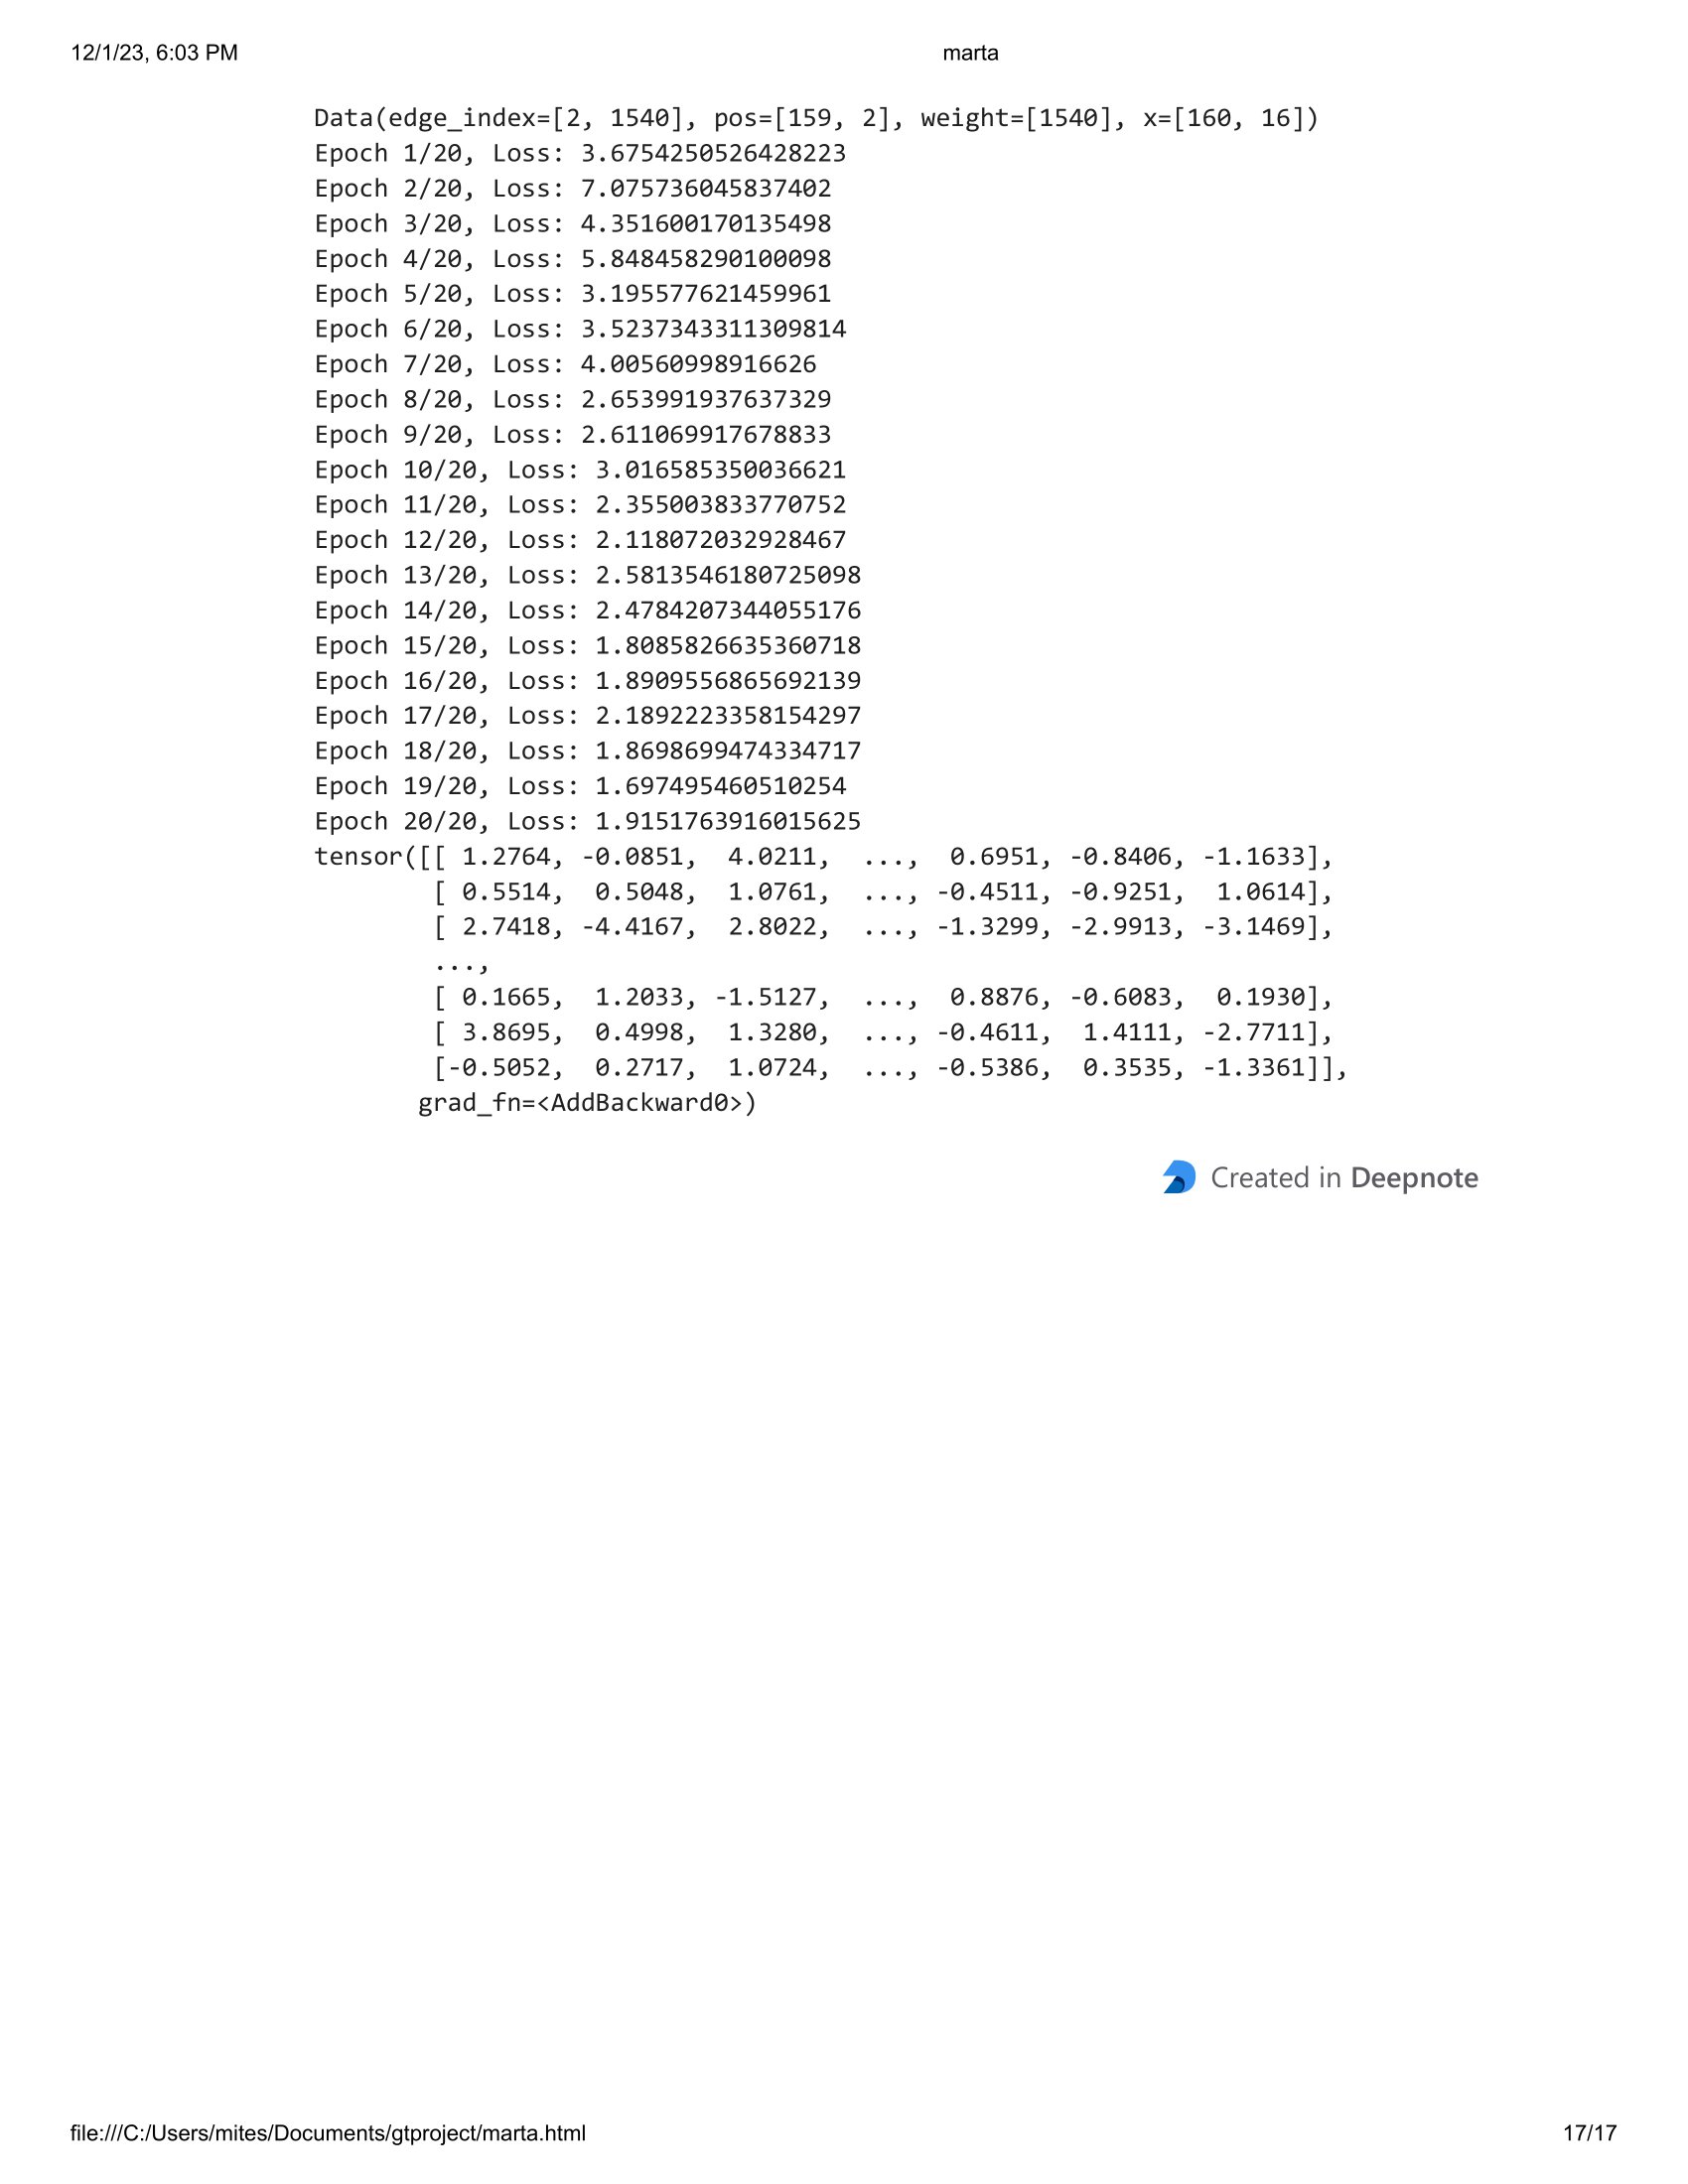 12/1/23, 6:03 PM marta
Data(edge_index=[2, 1540], pos=[159, 2], weight=[1540], x=[160, 16])
Epoch 1/20, Loss: 3.6754250526428223
Epoch 2/20, Loss: 7.075736045837402
Epoch 3/20, Loss: 4.351600170135498
Epoch 4/20, Loss: 5.848458290100098
Epoch 5/20, Loss: 3.195577621459961
Epoch 6/20, Loss: 3.5237343311309814
Epoch 7/20, Loss: 4.00560998916626
Epoch 8/20, Loss: 2.653991937637329
Epoch 9/20, Loss: 2.611069917678833
Epoch 10/20, Loss: 3.016585350036621
Epoch 11/20, Loss: 2.355003833770752
Epoch 12/20, Loss: 2.118072032928467
Epoch 13/20, Loss: 2.5813546180725098
Epoch 14/20, Loss: 2.4784207344055176
Epoch 15/20, Loss: 1.8085826635360718
Epoch 16/20, Loss: 1.8909556865692139
Epoch 17/20, Loss: 2.1892223358154297
Epoch 18/20, Loss: 1.8698699474334717
Epoch 19/20, Loss: 1.697495460510254
Epoch 20/20, Loss: 1.9151763916015625
tensor([[ 1.2764, -0.0851,  4.0211,  ...,  0.6951, -0.8406, -1.1633],
        [ 0.5514,  0.5048,  1.0761,  ..., -0.4511, -0.9251,  1.0614],
        [ 2.7418, -4.4167,  2.8022,  ..., -1.3299, -2.9913, -3.1469],
        ...,
        [ 0.1665,  1.2033, -1.5127,  ...,  0.8876, -0.6083,  0.1930],
        [ 3.8695,  0.4998,  1.3280,  ..., -0.4611,  1.4111, -2.7711],
        [-0.5052,  0.2717,  1.0724,  ..., -0.5386,  0.3535, -1.3361]],
       grad_fn=<AddBackward0>)
Created in Deepnote
file:///C:/Users/mites/Documents/gtproject/marta.html 17/17